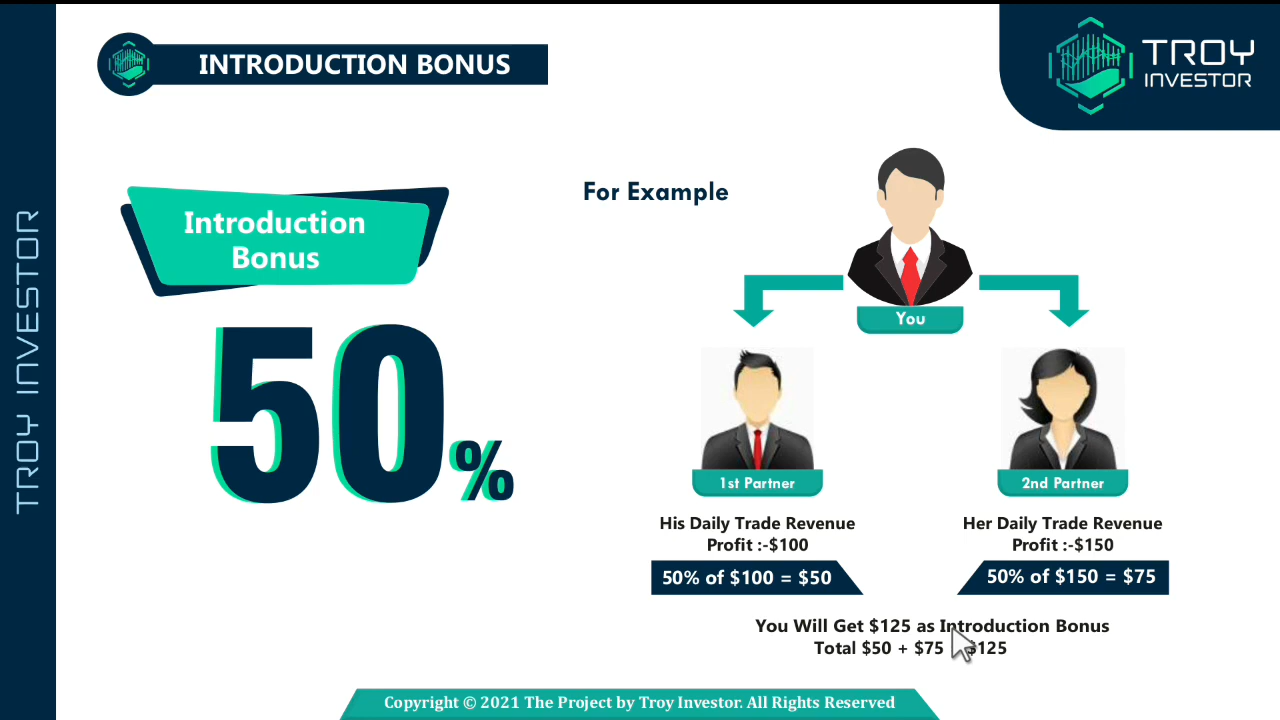 INTRODUCTION BONUS
TROY
INVESTOR
TROY INVESTOR
Introduction
Bonus
50%
For Example
You
1st Partner
2nd Partner
His Daily Trade Revenue
Profit :-$100
Her Daily Trade Revenue
Profit :-$150
50% of $100 = $50
50% of $150 = $75
You Will Get $125 as Introduction Bonus
Total $50 + $75 $125
Copyright © 2021 The Project by Troy Investor. All Rights Reserved